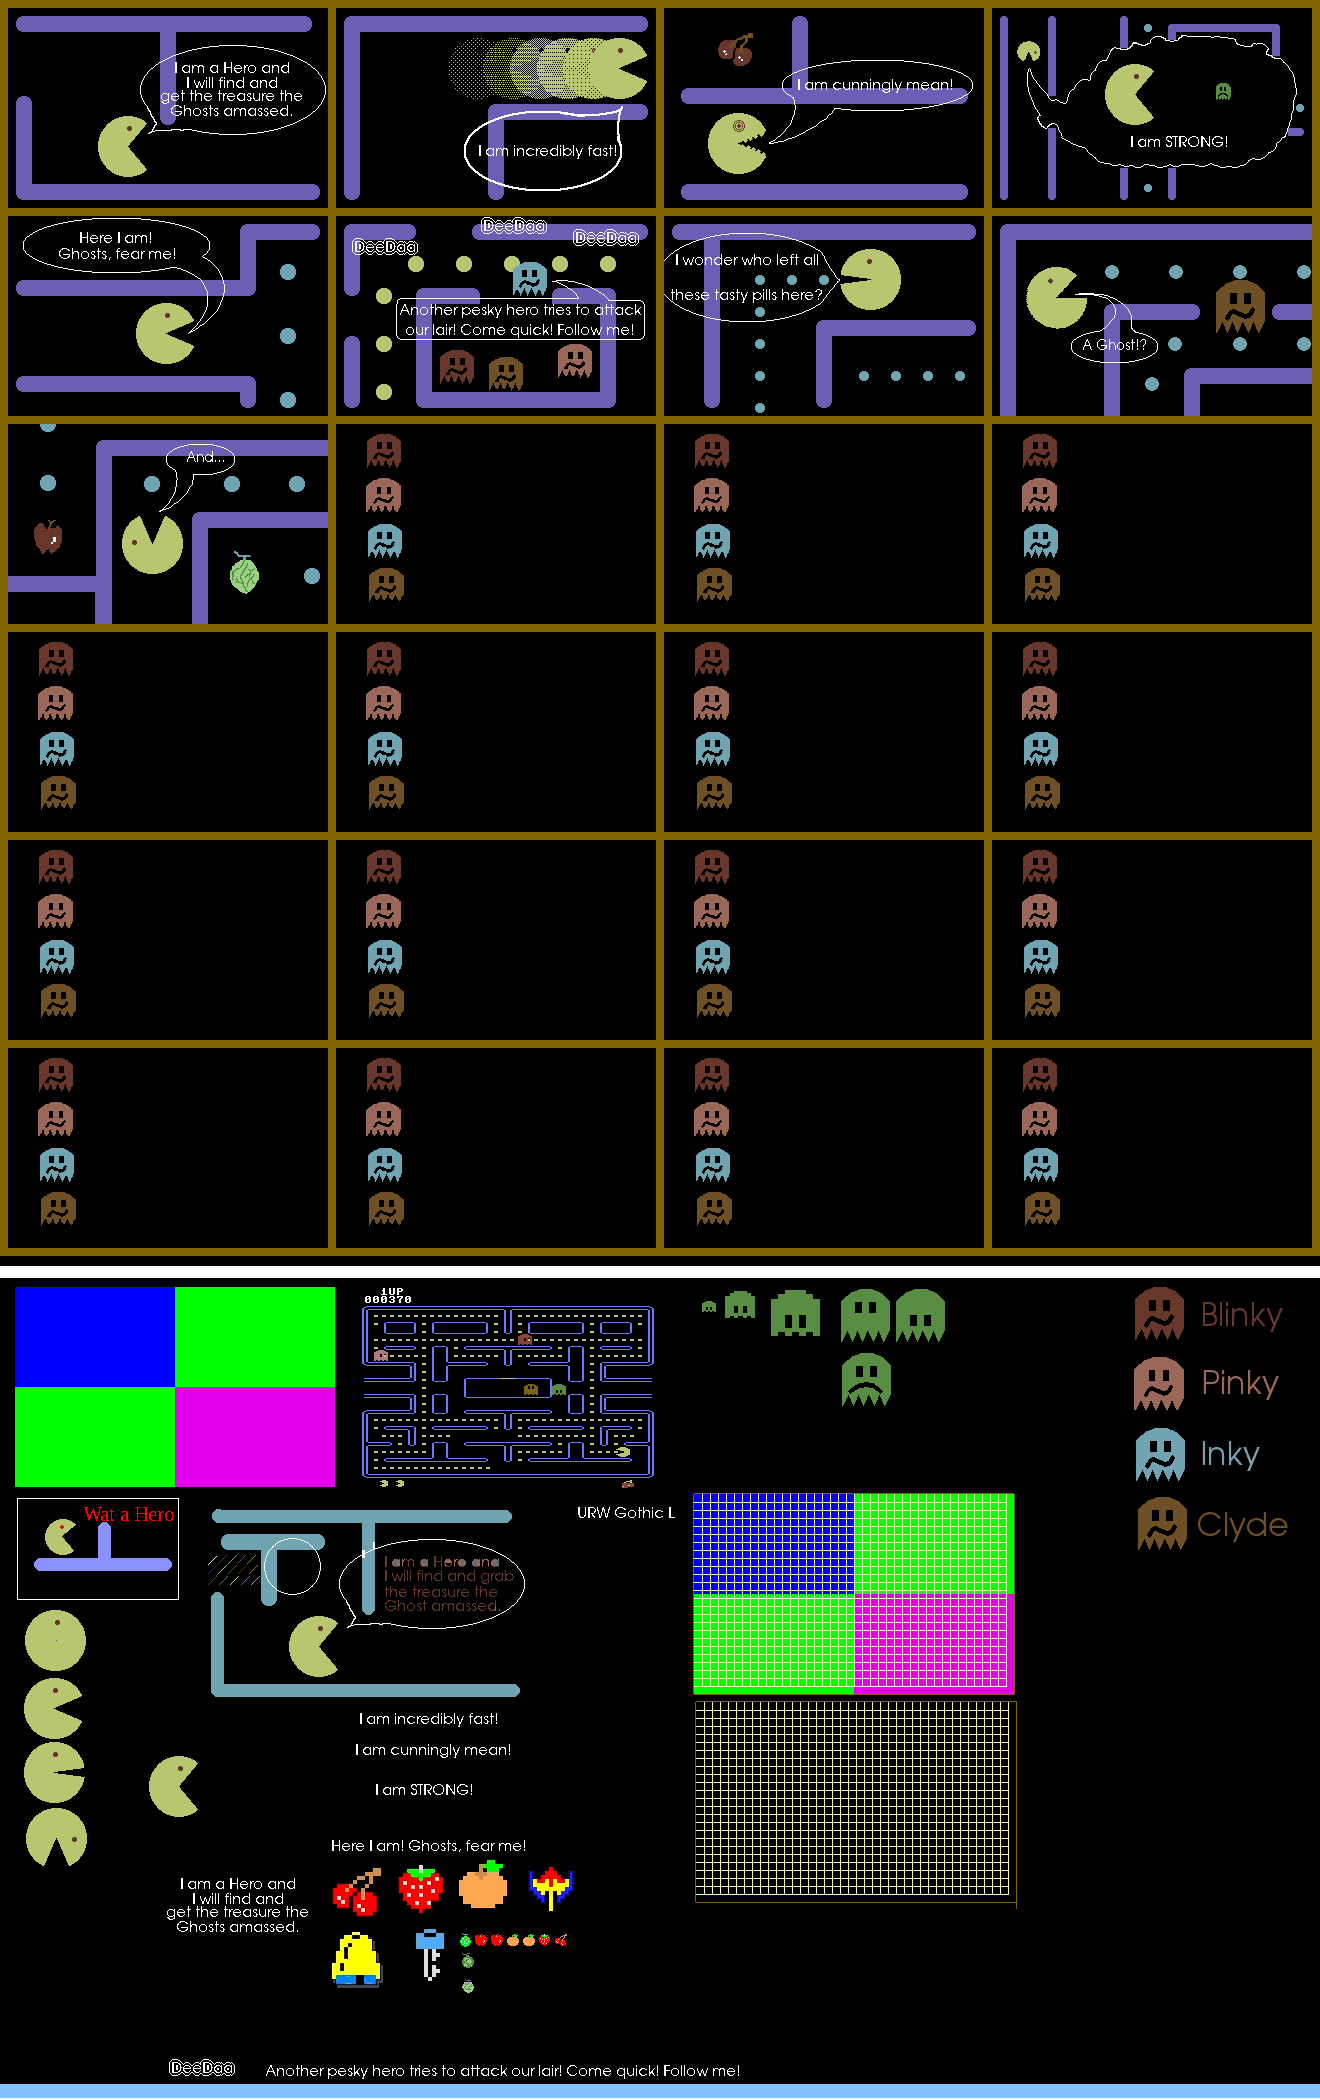 I am a Hero and
I will find and
get the treasure the
Ghosts amassed.
I am incredibly fast!
I am cunningly mean!
I am STRONG!
Here I am!
Ghosts, fear me!
DeeDaa
DeeDaa
DeeDaa
Another pesky hero tries to attack
our lair! Come quick! Follow me!
I wonder who left all
these tasty pills here?
A Ghost!?
And...
1UP
000370
Blinky
Pinky
Inky
Clyde
Wat a Hero
URW Gothic L
I am a Hero and
I will find and grab
the treasure the
Ghost amassed.
I am incredibly fast!
I am cunningly mean!
I am STRONG!
Here I am! Ghosts, fear me!
I am a Hero and
I will find and
get the treasure the
Ghosts amassed.
DeeDaa
Another pesky hero tries to attack our lair! Come quick! Follow me!